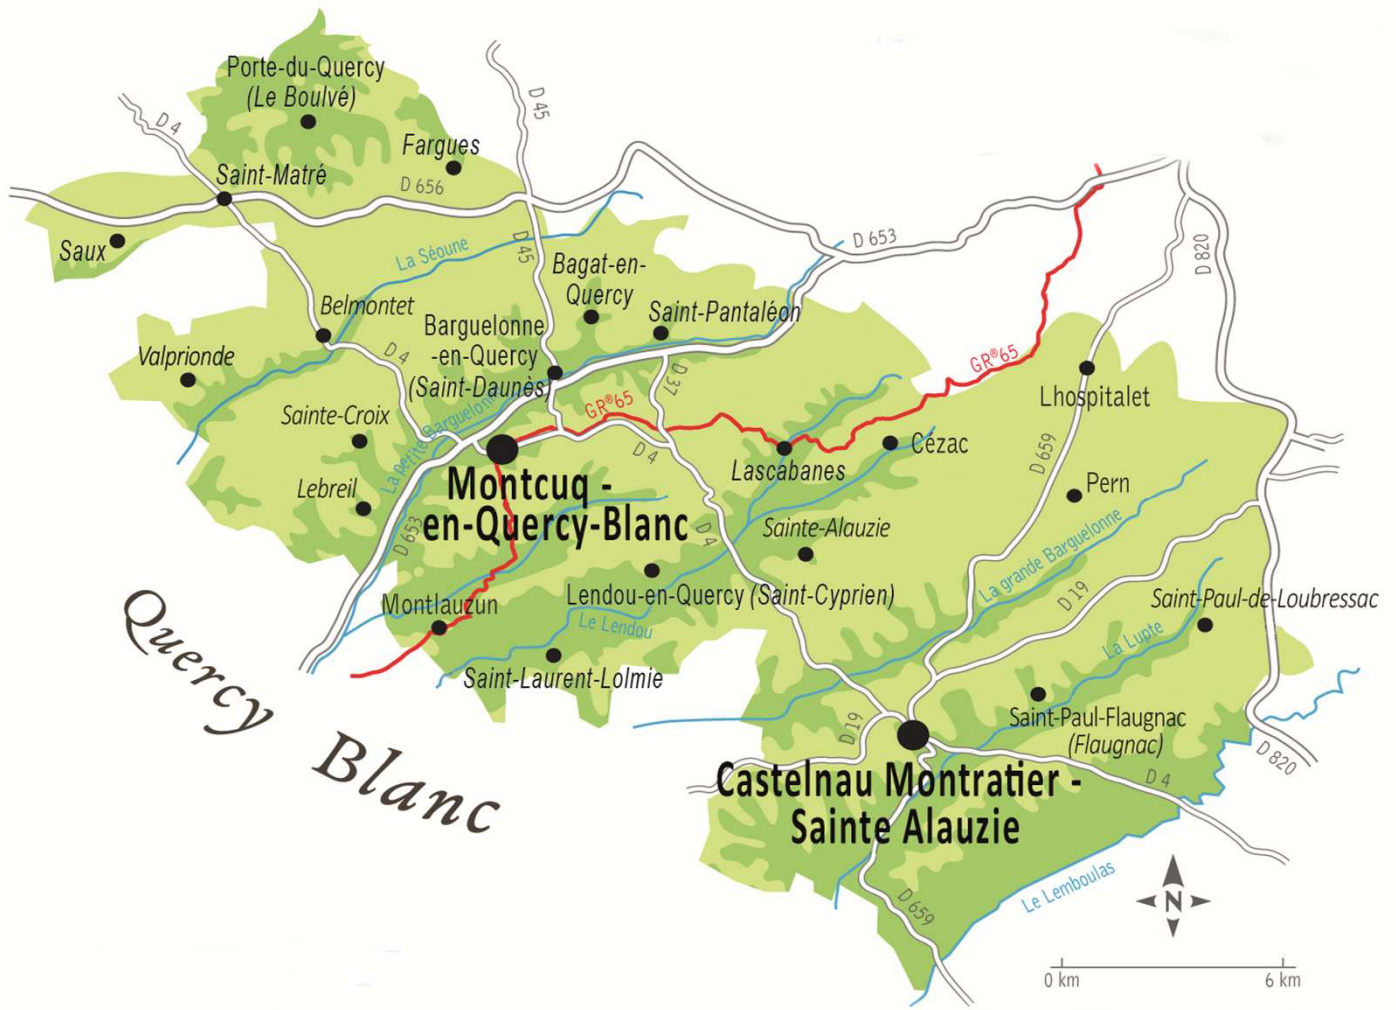 Porte-du-Quercy
(Le Boulvé)
D 4
D 45
Fargues
Saint-Matré
D 656
Saux
La Séoune
D 45
D 653
D 820
Bagat-en-
Quercy
Belmontet
Saint-Pantaléon
Barguelonne
-en-Quercy
(Saint-Daunès)
Valprionde
D 4
D 37
GR®65
Lhospitalet
Sainte-Croix
La petite Barguelonne
GR®65
D 4
Lascabanes
Cézac
D 659
Lebreil
Montcuq -
en-Quercy-Blanc
Pern
D 653
D 4
Sainte-Alauzie
La grande Barguelonne
Montlauzun
Lendou-en-Quercy (Saint-Cyprien)
D 19
Saint-Paul-de-Loubressac
Le Lendou
La Lupte
Saint-Laurent-Lolmie
Quercy Blanc
D 19
Saint-Paul-Flaugnac
(Flaugnac)
D 820
D 4
Castelnau Montratier -
Sainte Alauzie
Le Lemboulas
D 659
N
0 km
6 km